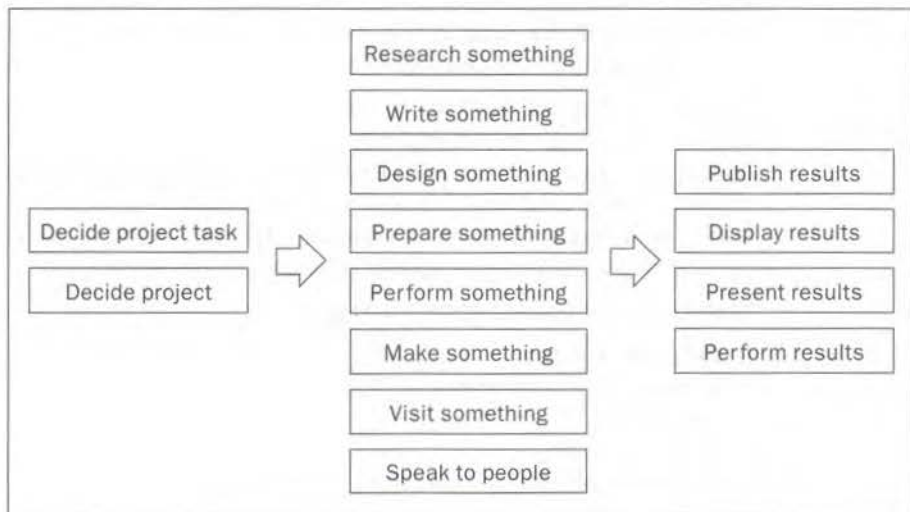 Decide project task
Decide project
Research something
Write something
Design something
Prepare something
Perform something
Make something
Visit something
Speak to people
Publish results
Display results
Present results
Perform results